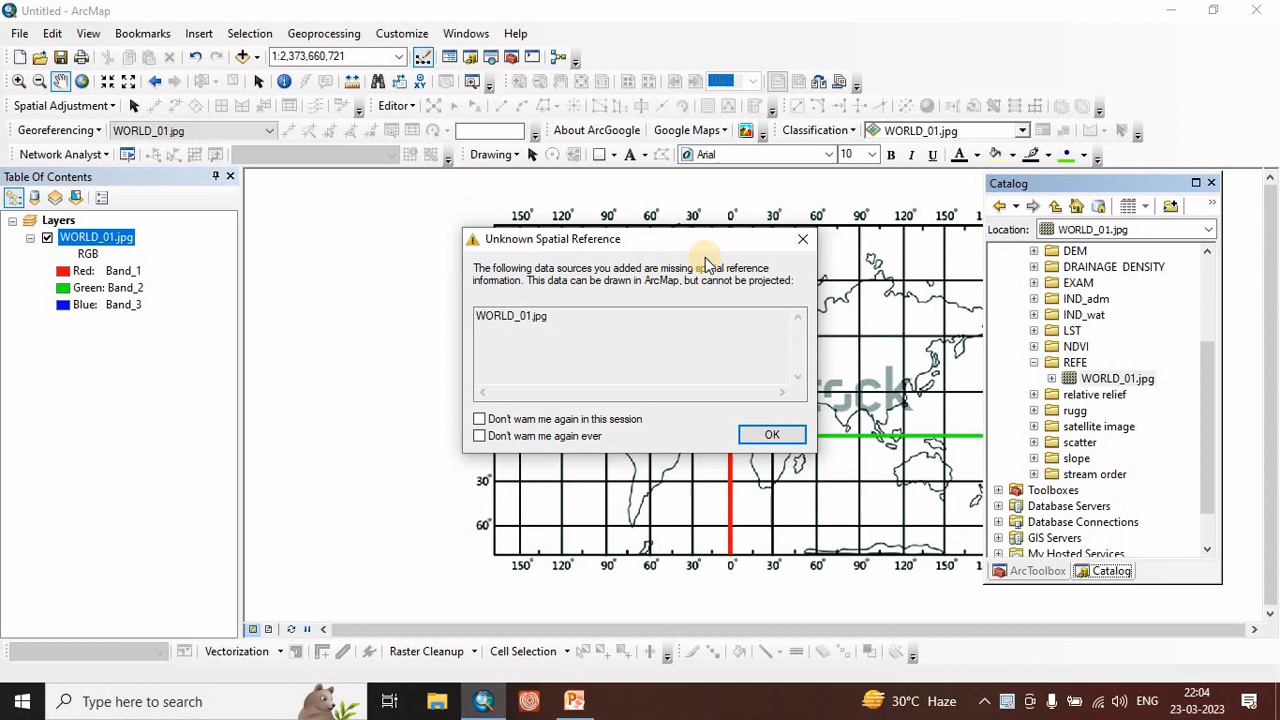 Untitled - ArcMap
File Edit View Bookmarks Insert Selection Geoprocessing Customize Windows Help
1:2,373,660,721
Spatial Adjustment Editor
Georeferencing WORLD_01.jpg About ArcGoogle Google Maps Classification WORLD_01.jpg
Network Analyst Drawing A Arial 10 B I U A
Table Of Contents
Layers
WORLD_01.jpg
RGB
Red: Band_1
Green: Band_2
Blue: Band_3
150° 120° 90° 60° 30° 0° 30° 60° 90° 120° 150°
Unknown Spatial Reference
The following data sources you added are missing spatial reference
information. This data can be drawn in ArcMap, but cannot be projected:
WORLD_01.jpg
Don't warn me again in this session
Don't warn me again ever
OK
30°
60°
150° 120° 90° 60° 30° 0° 30° 60° 90° 120° 150°
Catalog
Location: WORLD_01.jpg
DEM
DRAINAGE DENSITY
EXAM
IND_adm
IND_wat
LST
NDVI
REFE
WORLD_01.jpg
relative relief
rugg
satellite image
scatter
slope
stream order
Toolboxes
Database Servers
Database Connections
GIS Servers
My Hosted Services
ArcToolbox Catalog
Vectorization Raster Cleanup Cell Selection
Type here to search
30°C Haze
ENG
22:04
23-03-2023